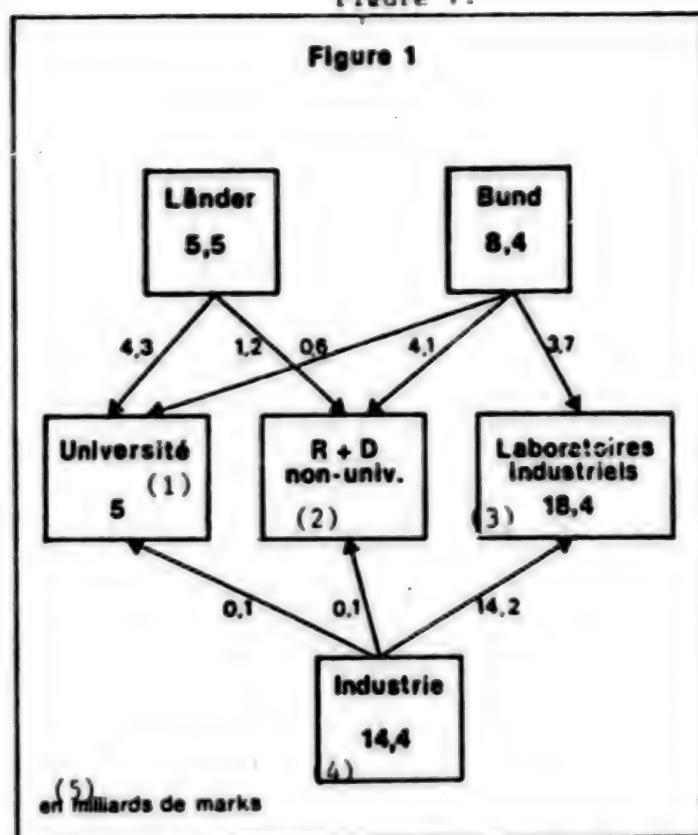 Figure 1.
Figure 1
Länder
5,5
Bund
8,4
4,3
1,2
0,6
4,1
3,7
Université
(1)
5
R + D
non-univ.
(2)
Laboratoires
industriels
(3) 18,4
0,1
0,1
14,2
Industrie
14,4
(4)
(5)
en milliards de marks